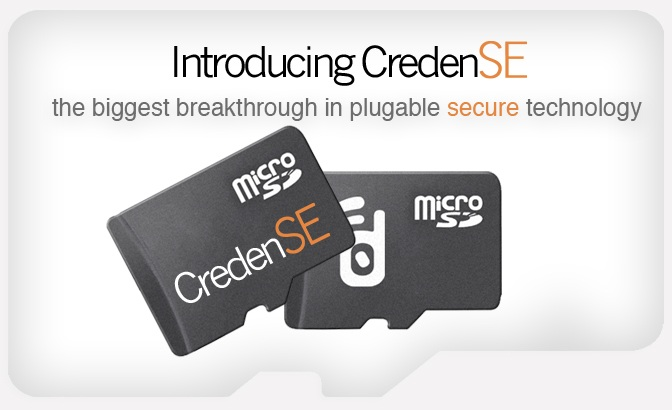 Introducing CredenSE
the biggest breakthrough in plugable secure technology
micro
SD
CredenSE
micro
SD
d